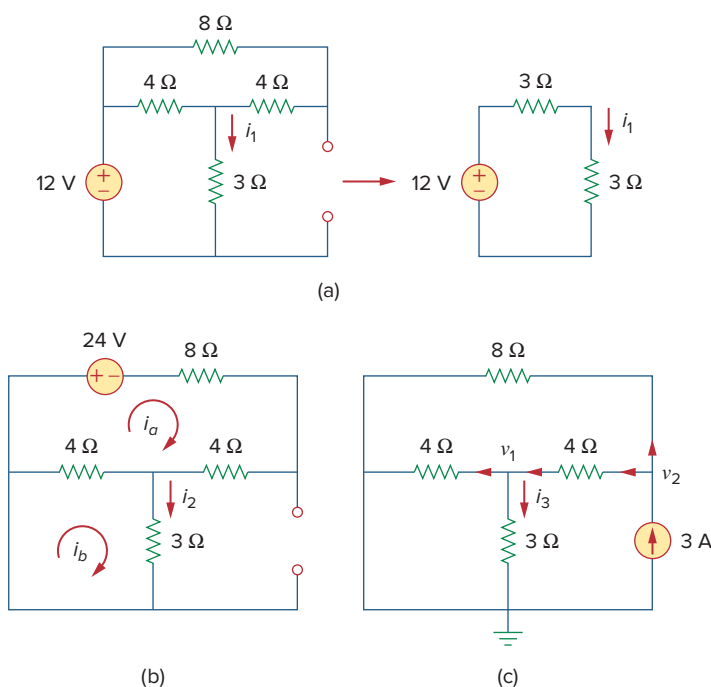 8 Ω
4 Ω 4 Ω
i1
12 V + − 3 Ω
3 Ω
i1
12 V + − 3 Ω
(a)
24 V
+ −
8 Ω
ia
4 Ω 4 Ω
i2
ib
3 Ω
(b)
8 Ω
4 Ω v1 4 Ω
v2
i3
3 Ω 3 A
(c)